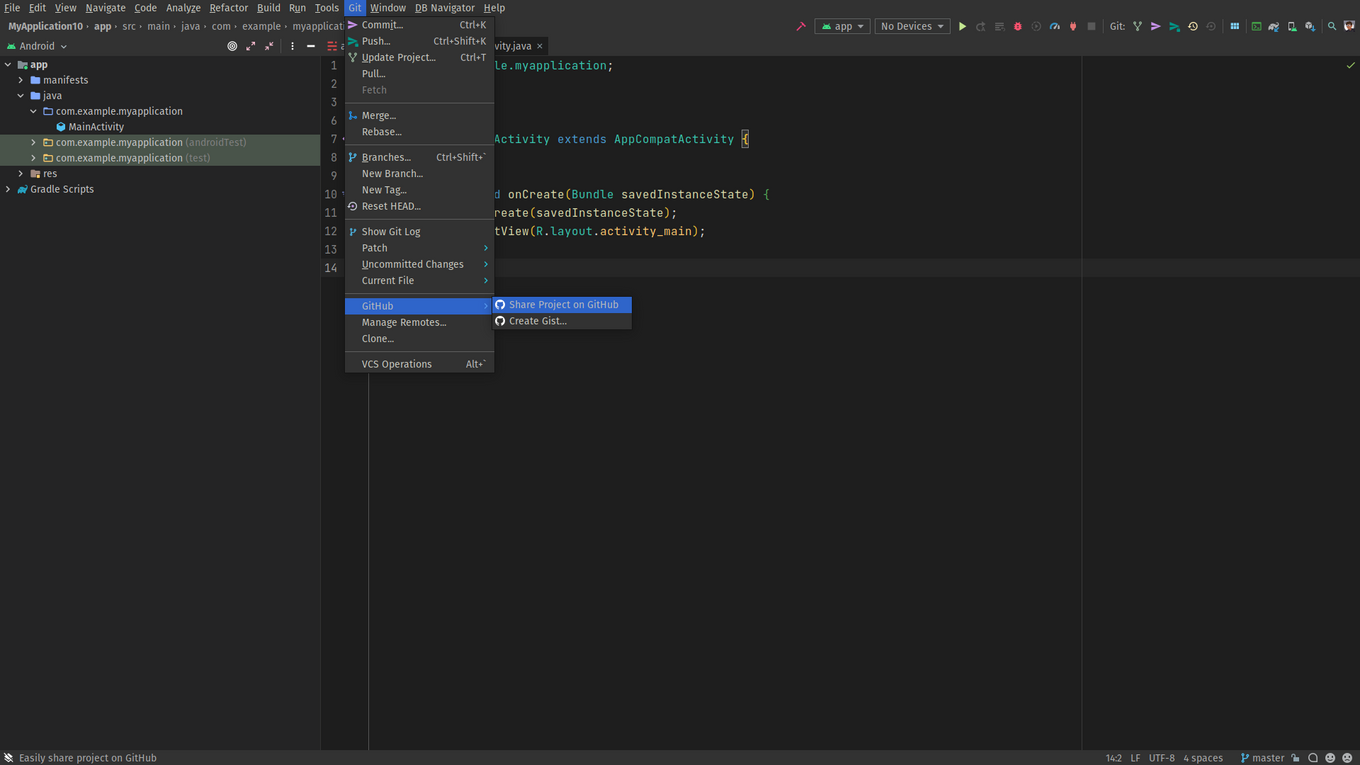 File Edit View Navigate Code Analyze Refactor Build Run Tools Git Window DB Navigator Help
MyApplication10 app src main java com example myapplicat
app No Devices Git:
Android
vity.java
app
manifests
java
com.example.myapplication
MainActivity
com.example.myapplication (androidTest)
com.example.myapplication (test)
res
Gradle Scripts
Commit... Ctrl+K
Push... Ctrl+Shift+K
Update Project... Ctrl+T
Pull...
Fetch
Merge...
Rebase...
Branches... Ctrl+Shift+`
New Branch...
New Tag...
Reset HEAD...
Show Git Log
Patch
Uncommitted Changes
Current File
GitHub
Manage Remotes...
Clone...
VCS Operations Alt+`
Share Project on GitHub
Create Gist...
1 le.myapplication;
2
3
6
7 Activity extends AppCompatActivity {
8
9
10 d onCreate(Bundle savedInstanceState) {
11 reate(savedInstanceState);
12 tView(R.layout.activity_main);
13
14
Easily share project on GitHub 14:2 LF UTF-8 4 spaces master